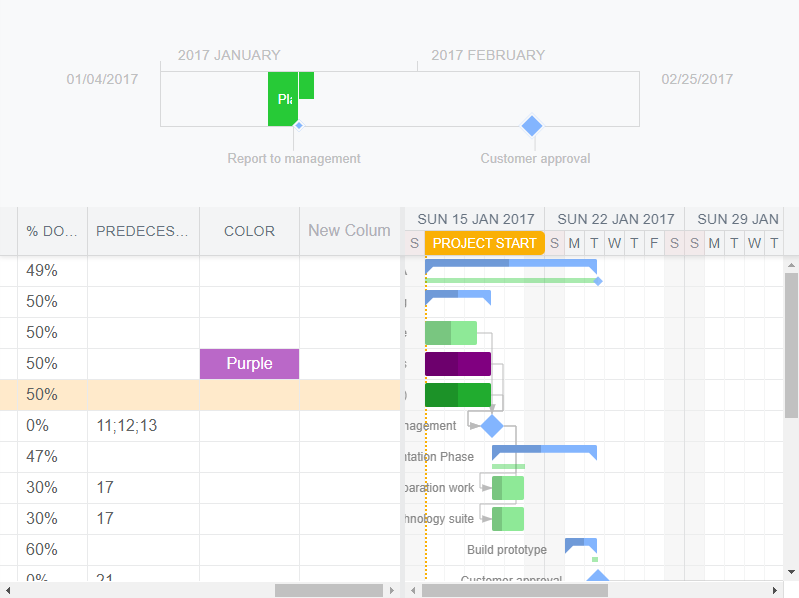 2017 JANUARY 2017 FEBRUARY
01/04/2017 02/25/2017
Pla
Report to management Customer approval
% DO... PREDECES... COLOR New Colum SUN 15 JAN 2017 SUN 22 JAN 2017 SUN 29 JAN
S PROJECT START S M T W T F S S M T W T
49%
50%
50%
50% Purple
50%
0% 11;12;13 nagement
47% ntation Phase
30% 17 paration work
30% 17 hnology suite
60% Build prototype
0% 21 Customer approval